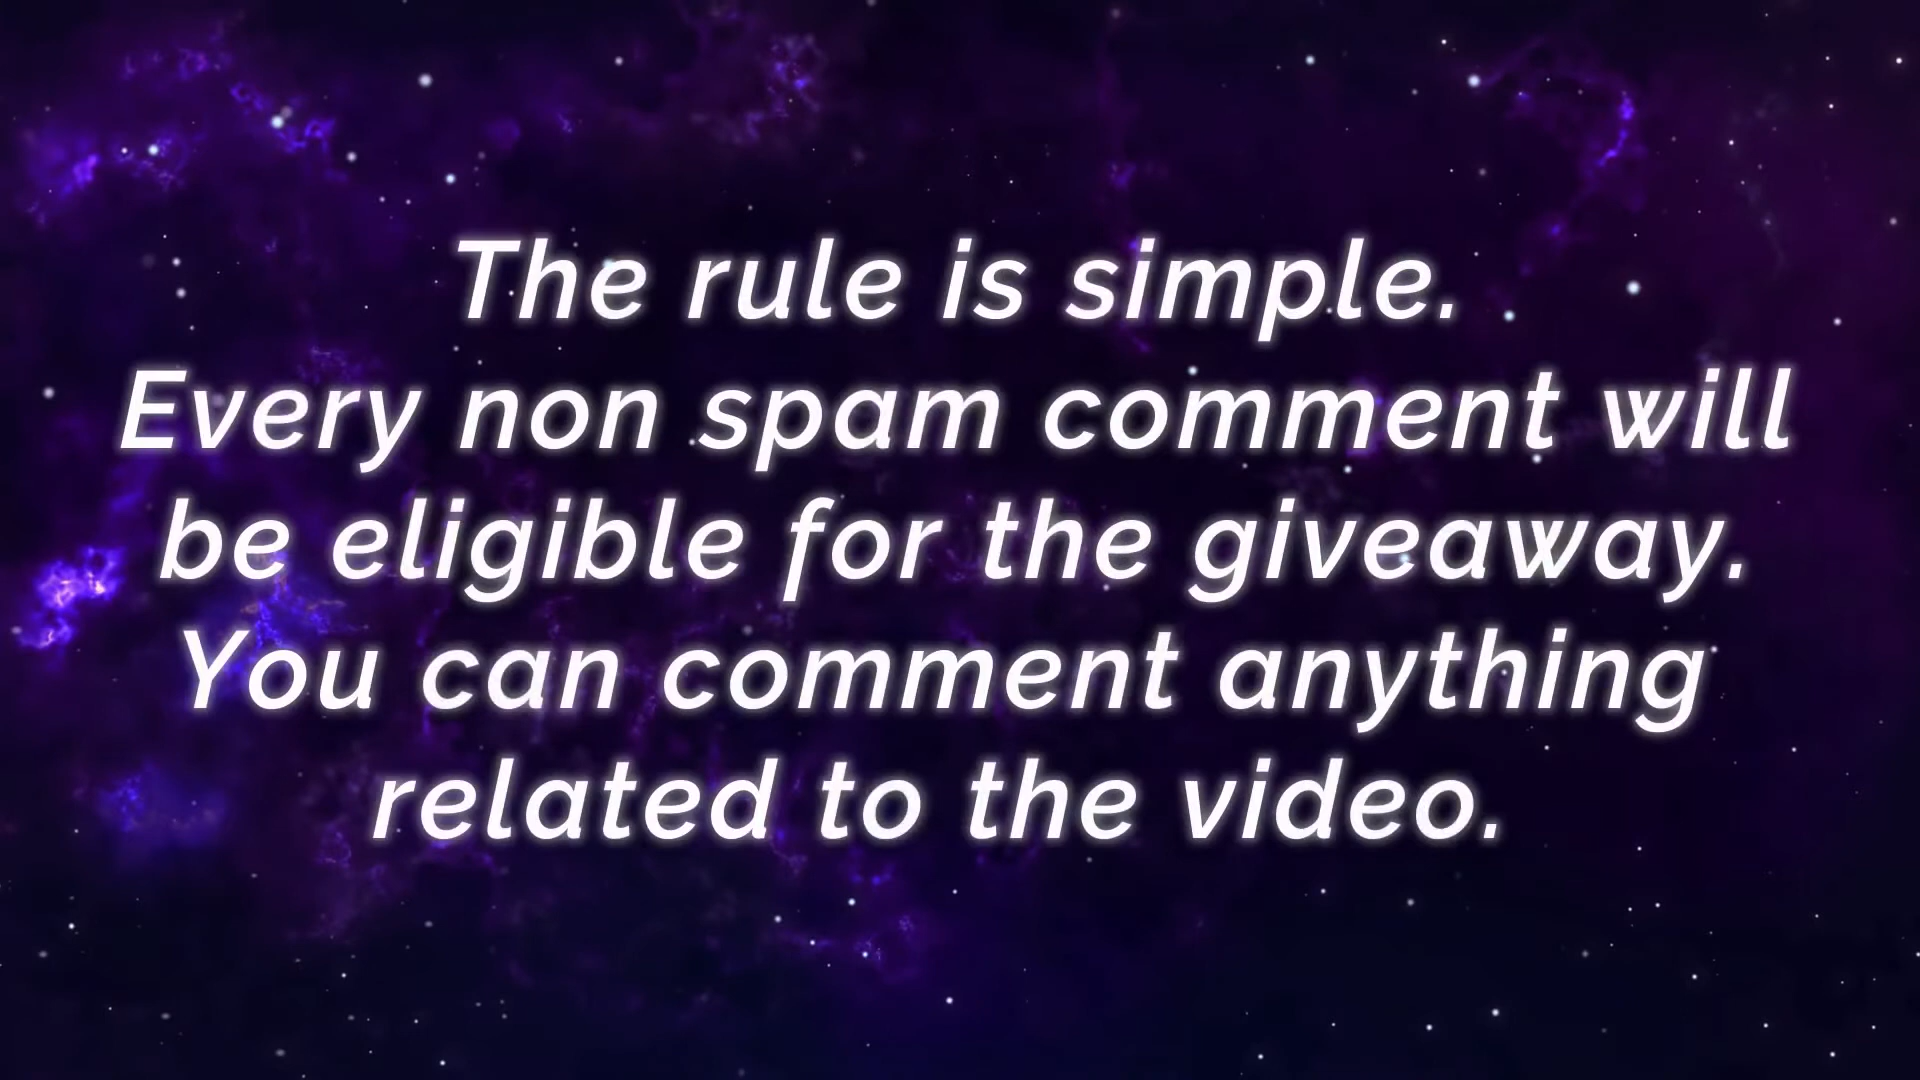 The rule is simple.
Every non spam comment will
be eligible for the giveaway.
You can comment anything
related to the video.